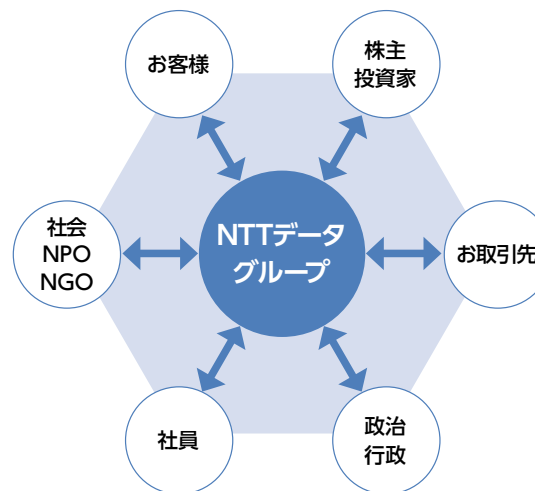 お客様
株主
投資家
社会
NPO
NGO
NTTデータ
グループ
お取引先
社員
政治
行政